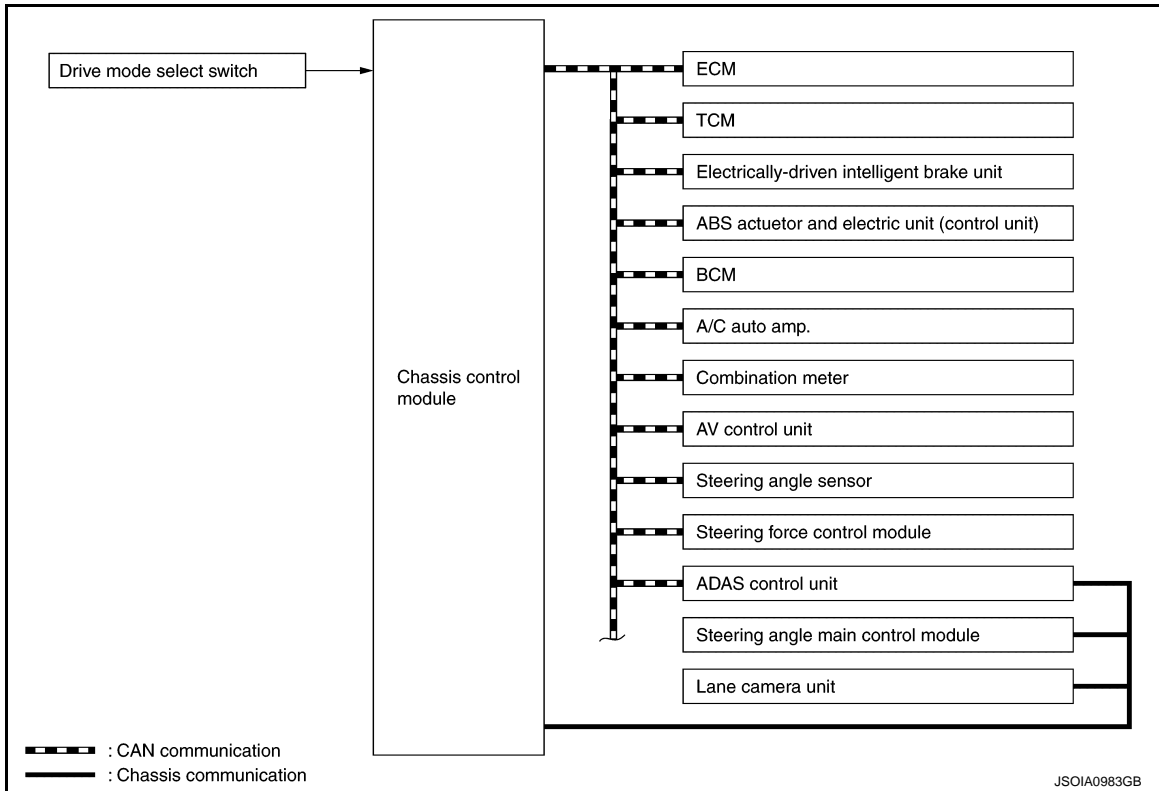 Drive mode select switch
Chassis control
module
ECM
TCM
Electrically-driven intelligent brake unit
ABS actuetor and electric unit (control unit)
BCM
A/C auto amp.
Combination meter
AV control unit
Steering angle sensor
Steering force control module
ADAS control unit
Steering angle main control module
Lane camera unit
: CAN communication
: Chassis communication
JSOIA0983GB